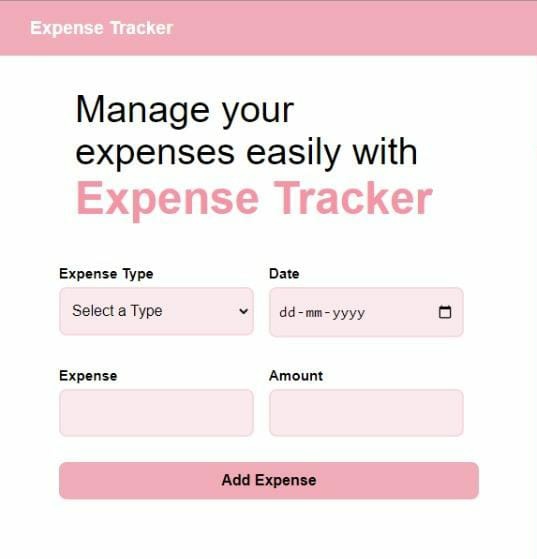 Expense Tracker
Manage your
expenses easily with
Expense Tracker
Expense Type
Date
Select a Type
dd-mm-yyyy
Expense
Amount
Add Expense